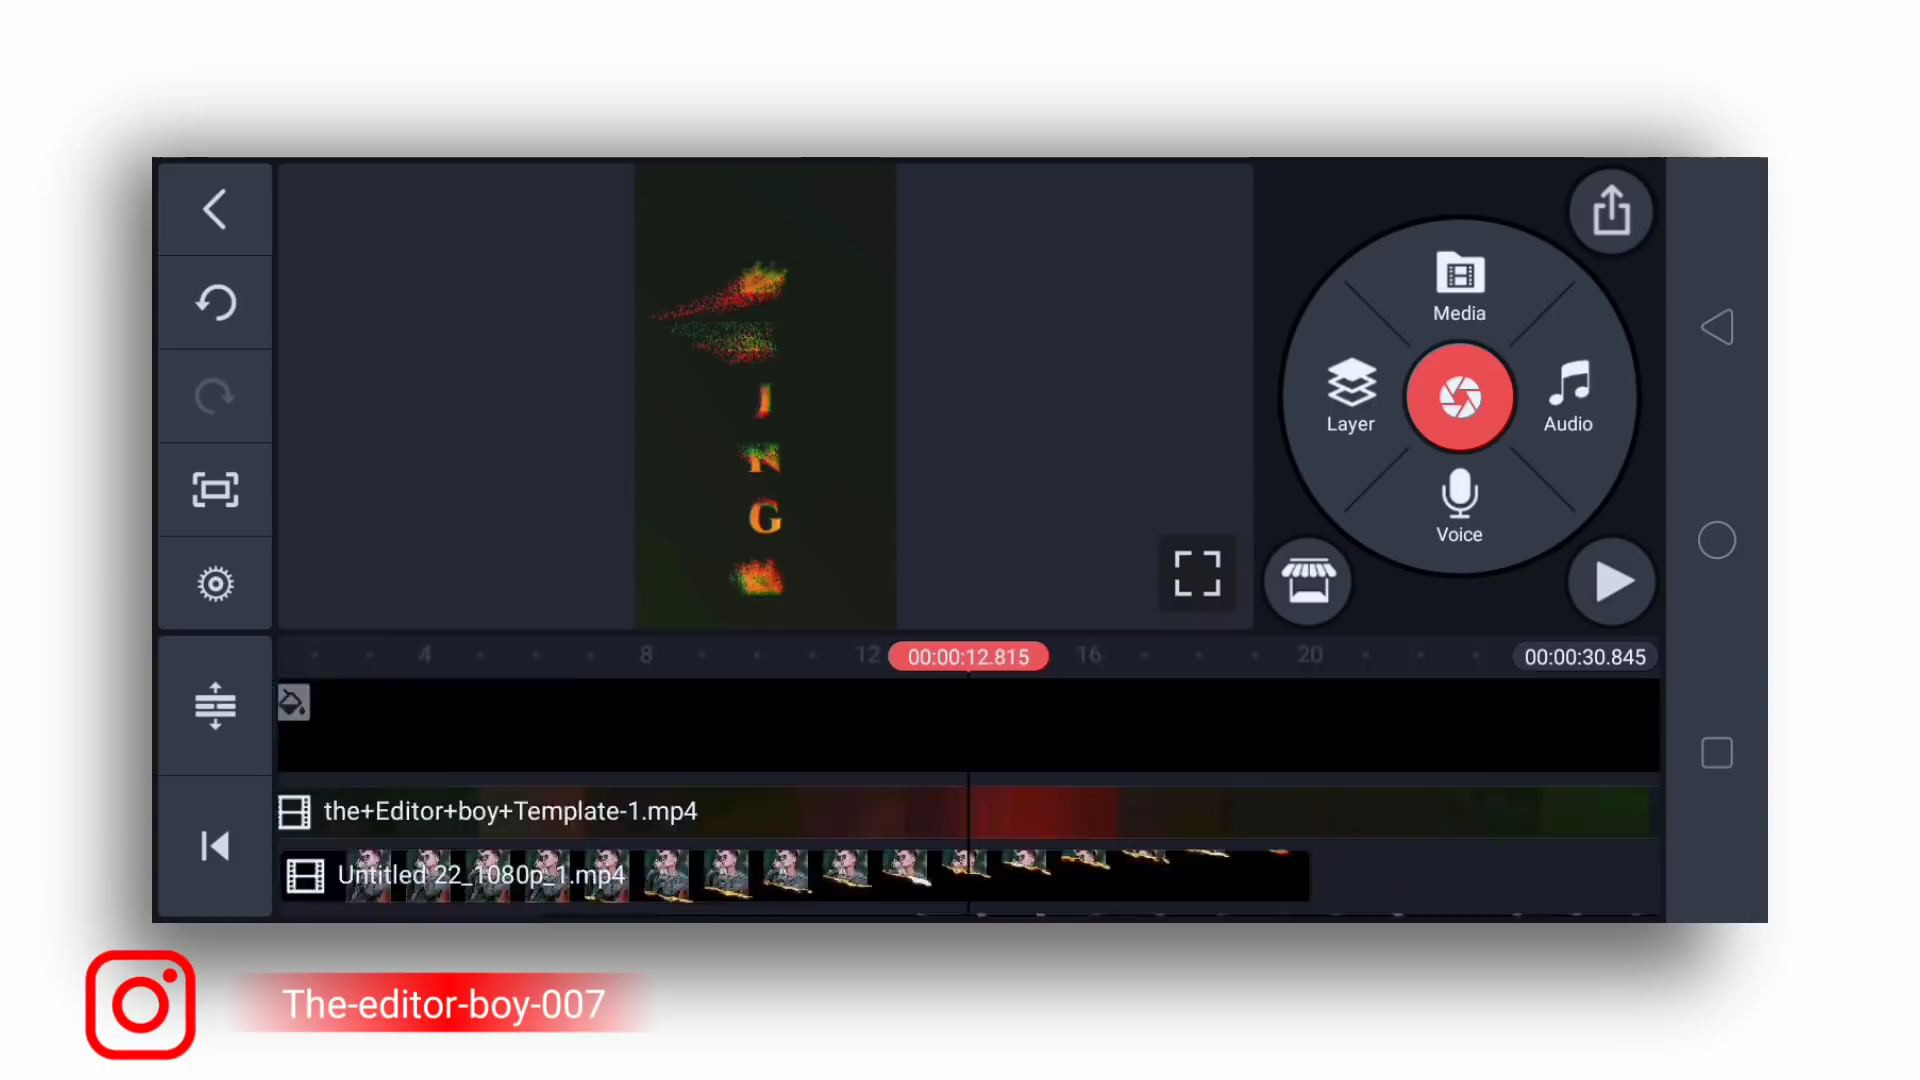 Media
Layer
Audio
Voice
I
N
G
4
8
12
00:00:12.815
16
20
00:00:30.845
the+Editor+boy+Template-1.mp4
Untitled 22_1080p_1.mp4
The-editor-boy-007